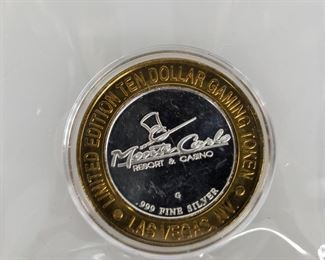 LIMITED EDITION TEN DOLLAR GAMING TOKEN
Monte Carlo
RESORT & CASINO
G
.999 FINE SILVER
• LAS VEGAS, NV •